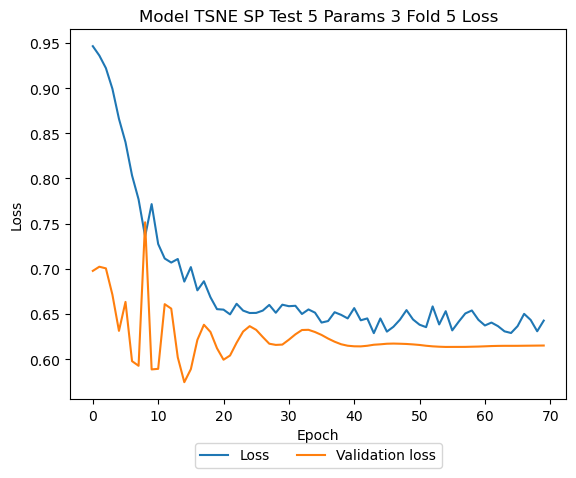 Model TSNE SP Test 5 Params 3 Fold 5 Loss
0.95
0.90
0.85
0.80
0.75
0.70
0.65
0.60
Loss
0 10 20 30 40 50 60 70
Epoch
Loss Validation loss